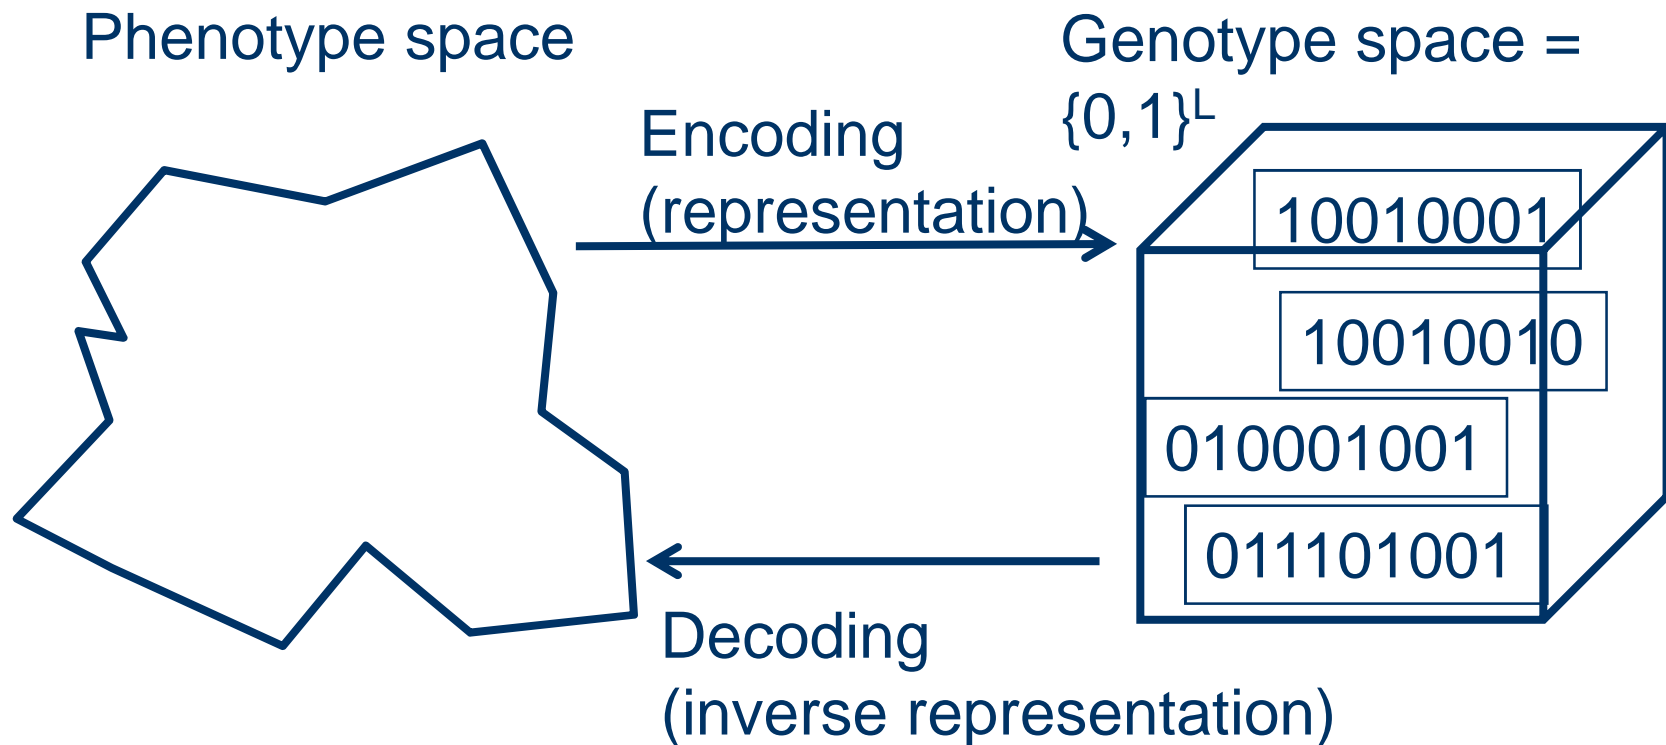 Phenotype space
Genotype space =
{0,1}ᴸ
Encoding
(representation)
10010001
10010010
010001001
011101001
Decoding
(inverse representation)